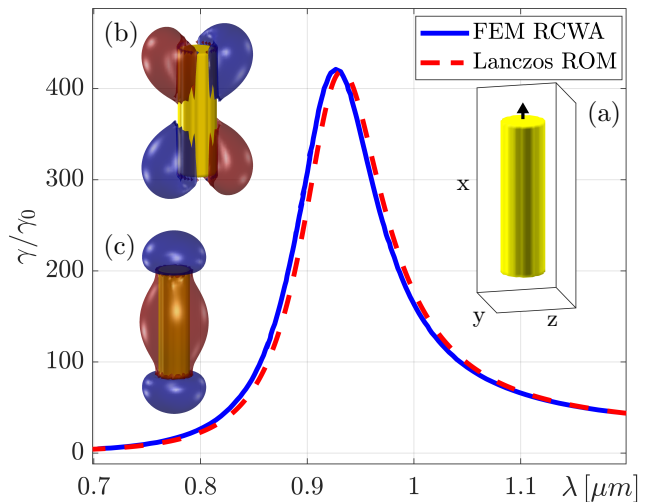 (b)
FEM RCWA
Lanczos ROM
(a)
x
y
z
(c)
γ/γ₀
400
300
200
100
0
0.7 0.8 0.9 1 1.1 λ [μm]